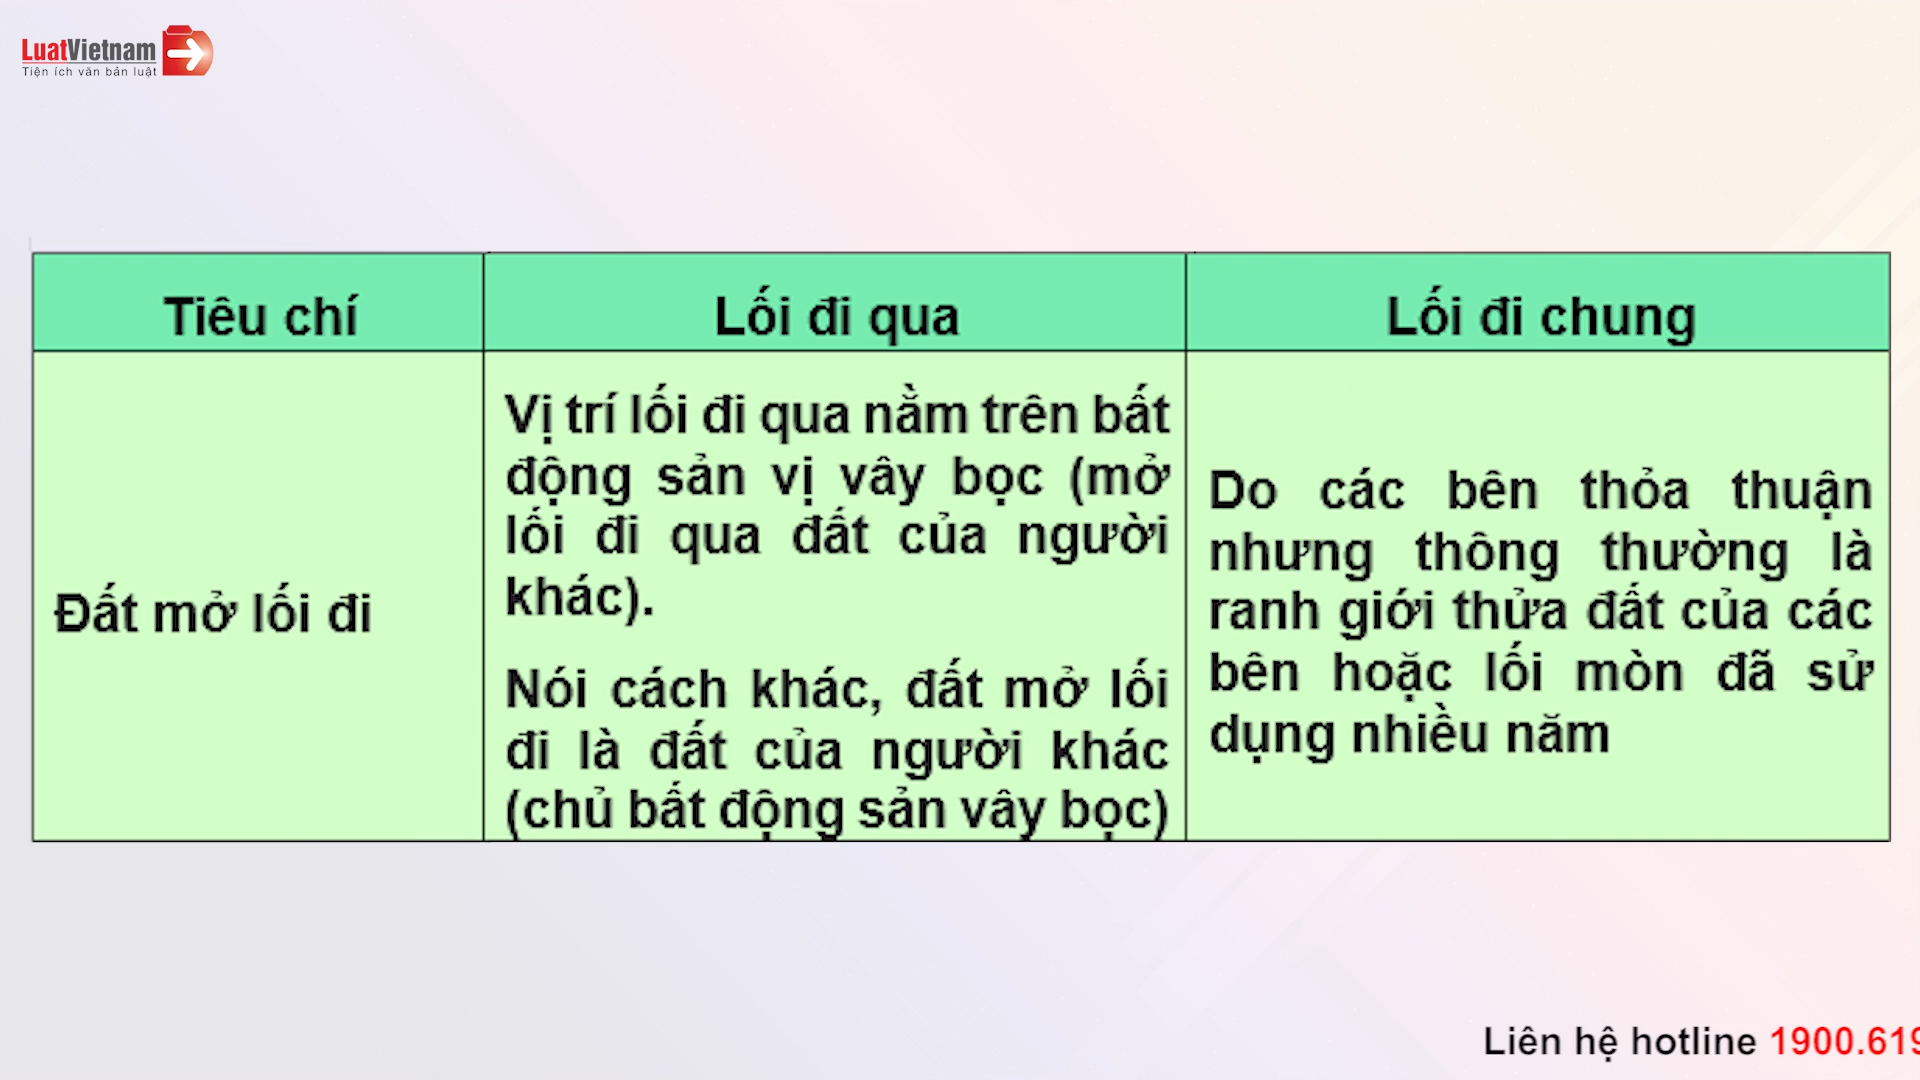 LuatVietnam
Tiện ích văn bản luật
Tiêu chí
Lối đi qua
Lối đi chung
Đất mở lối đi
Vị trí lối đi qua nằm trên bất
động sản vị vây bọc (mở
lối đi qua đất của người
khác).
Nói cách khác, đất mở lối
đi là đất của người khác
(chủ bất động sản vây bọc)
Do các bên thỏa thuận
nhưng thông thường là
ranh giới thửa đất của các
bên hoặc lối mòn đã sử
dụng nhiều năm
Liên hệ hotline 1900.619